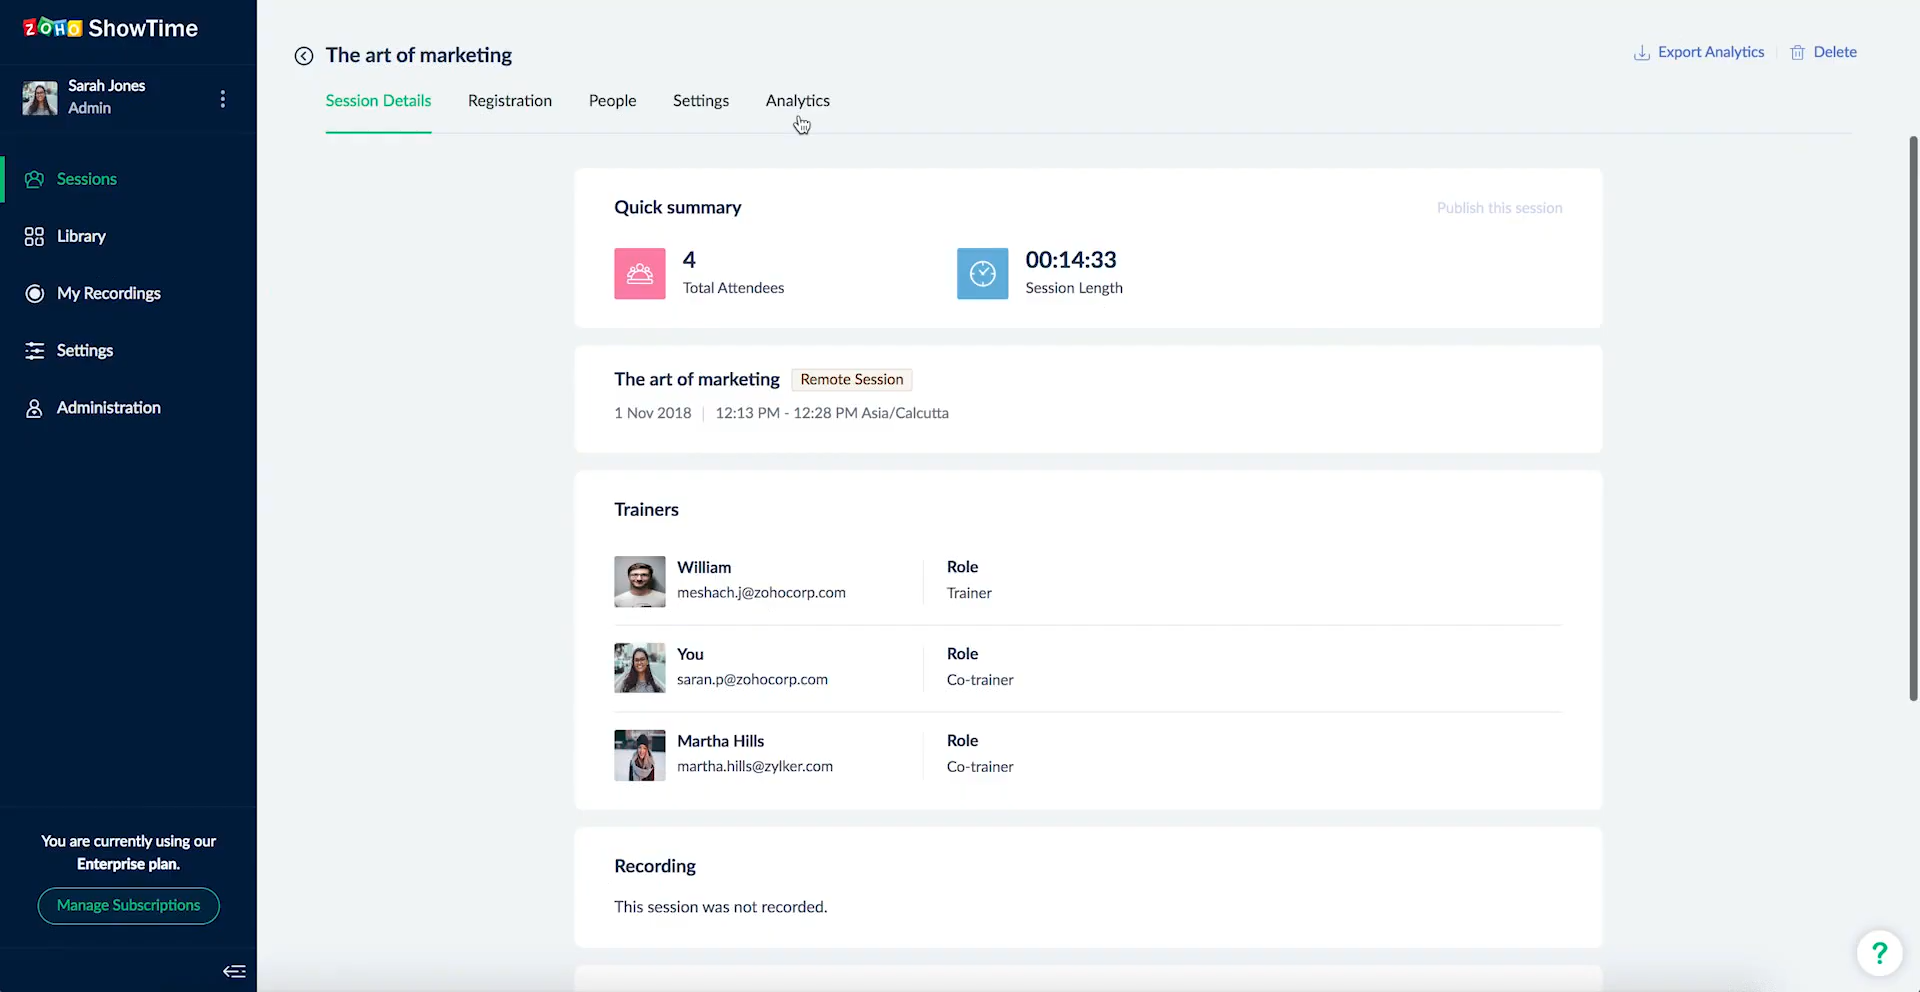 ZOHO ShowTime
Sarah Jones
Admin
Sessions
Library
My Recordings
Settings
Administration
You are currently using our
Enterprise plan.
Manage Subscriptions
The art of marketing
Export Analytics
Delete
Session Details
Registration
People
Settings
Analytics
Quick summary
Publish this session
4
Total Attendees
00:14:33
Session Length
The art of marketing
Remote Session
1 Nov 2018
12:13 PM - 12:28 PM Asia/Calcutta
Trainers
William
meshach.j@zohocorp.com
Role
Trainer
You
saran.p@zohocorp.com
Role
Co-trainer
Martha Hills
martha.hills@zylker.com
Role
Co-trainer
Recording
This session was not recorded.
?